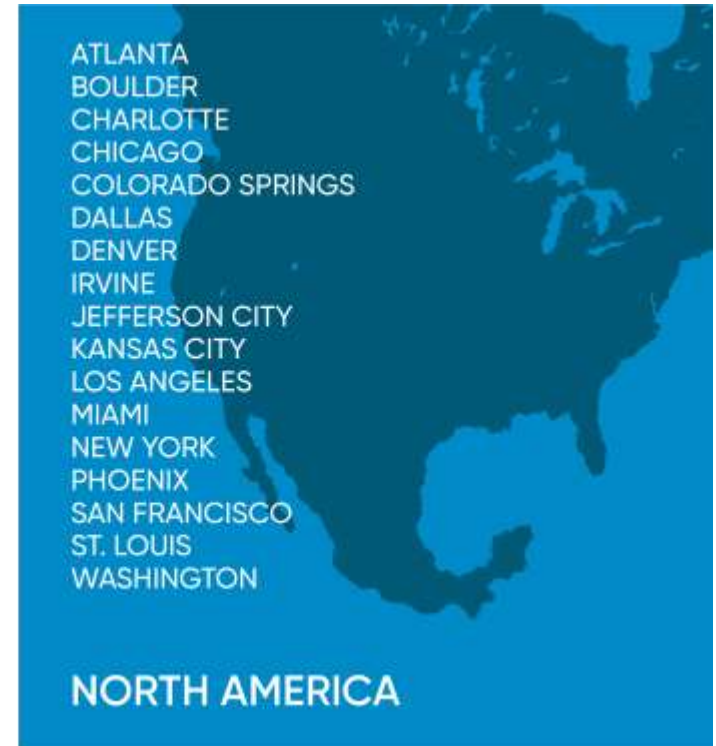 ATLANTA
BOULDER
CHARLOTTE
CHICAGO
COLORADO SPRINGS
DALLAS
DENVER
IRVINE
JEFFERSON CITY
KANSAS CITY
LOS ANGELES
MIAMI
NEW YORK
PHOENIX
SAN FRANCISCO
ST. LOUIS
WASHINGTON
NORTH AMERICA